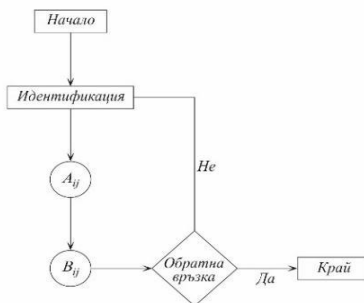 Начало
Идентификация
A_ij
Не
B_ij
Обратна
връзка
Да
Край